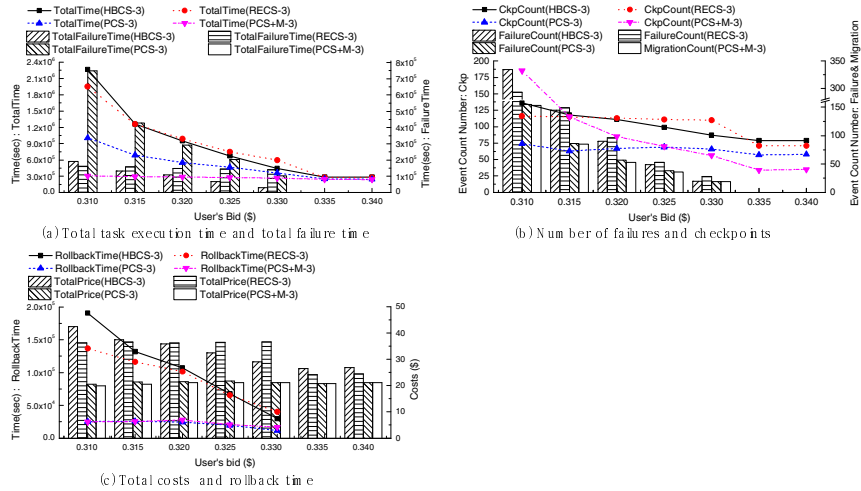 TotalTime(HBCS-3) TotalTime(RECS-3)
TotalTime(PCS-3) TotalTime(PCS+M-3)
TotalFailureTime(HBCS-3) TotalFailureTime(RECS-3)
TotalFailureTime(PCS-3) TotalFailureTime(PCS+M-3)
2.4x10⁶
1.8x10⁶
1.2x10⁶
9.0x10⁵
6.0x10⁵
3.0x10⁵
0.0
Time(sec) : TotalTime
8x10⁵
7x10⁵
6x10⁵
5x10⁵
4x10⁵
3x10⁵
2x10⁵
1x10⁵
0
Time(sec) : FailureTime
0.310 0.315 0.320 0.325 0.330 0.335 0.340
User's Bid ($)
(a) Total task execution time and total failure time
CkpCount(HBCS-3) CkpCount(RECS-3)
CkpCount(PCS-3) CkpCount(PCS+M-3)
FailureCount(HBCS-3) FailureCount(RECS-3)
FailureCount(PCS-3) MigrationCount(PCS+M-3)
200
175
150
125
100
75
50
25
0
Event Count Number: Ckp
350
300
150
100
50
0
Event Count Number: Failure& Migration
0.310 0.315 0.320 0.325 0.330 0.335 0.340
User's Bid ($)
(b) Number of failures and checkpoints
RollbackTime(HBCS-3) RollbackTime(RECS-3)
RollbackTime(PCS-3) RollbackTime(PCS+M-3)
TotalPrice(HBCS-3) TotalPrice(RECS-3)
TotalPrice(PCS-3) TotalPrice(PCS+M-3)
2.0x10⁵
1.5x10⁵
1.0x10⁵
5.0x10⁴
0.0
Time(sec) : RollbackTime
50
40
30
20
10
0
Costs ($)
0.310 0.315 0.320 0.325 0.330 0.335 0.340
User's bid ($)
(c) Total costs and rollback time